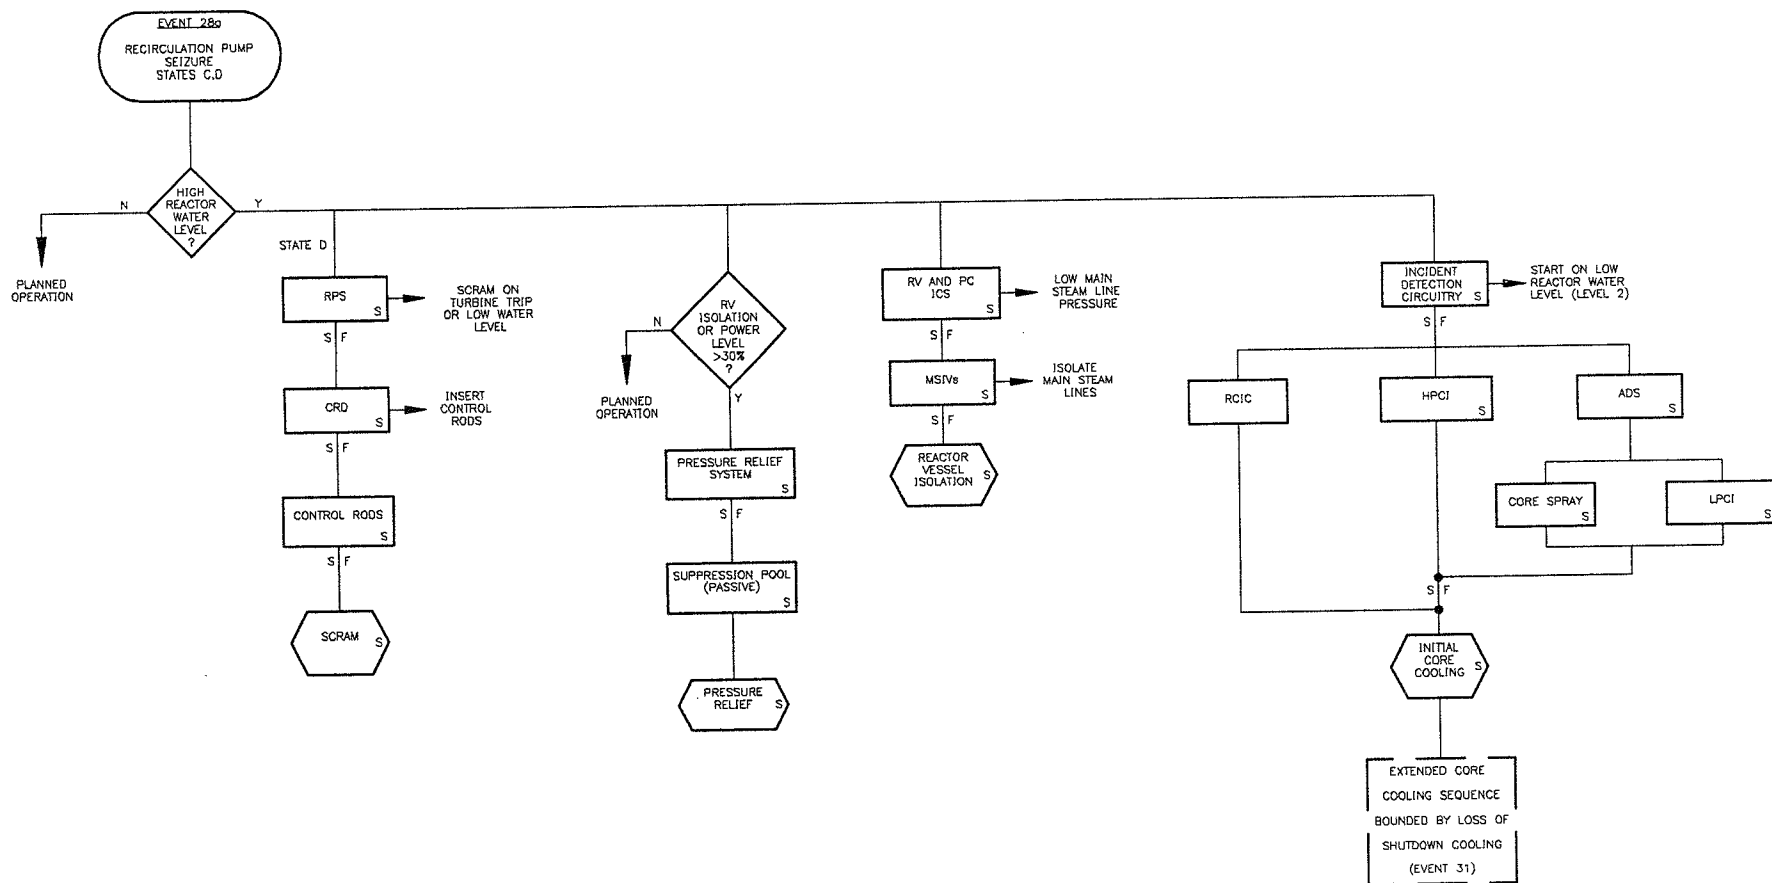 EVENT 28a
RECIRCULATION PUMP
SEIZURE
STATES C,D
HIGH
REACTOR
WATER
LEVEL
?
N
Y
PLANNED
OPERATION
STATE D
RPS
S
SCRAM ON
TURBINE TRIP
OR LOW WATER
LEVEL
S F
CRD
S
INSERT
CONTROL
RODS
S F
CONTROL RODS
S
S F
SCRAM
S
RV
ISOLATION
OR POWER
LEVEL
>30%
?
N
Y
PLANNED
OPERATION
PRESSURE RELIEF
SYSTEM
S
S F
SUPPRESSION POOL
(PASSIVE)
S
PRESSURE
RELIEF
S
RV AND PC
ICS
S
LOW MAIN
STEAM LINE
PRESSURE
S F
MSIVs
S
ISOLATE
MAIN STEAM
LINES
S F
REACTOR
VESSEL
ISOLATION
S
INCIDENT
DETECTION
CIRCUITRY
S
START ON LOW
REACTOR WATER
LEVEL (LEVEL 2)
S F
RCIC
HPCI
S
ADS
S
CORE SPRAY
S
LPCI
S
S F
INITIAL
CORE
COOLING
S
EXTENDED CORE
COOLING SEQUENCE
BOUNDED BY LOSS OF
SHUTDOWN COOLING
(EVENT 31)